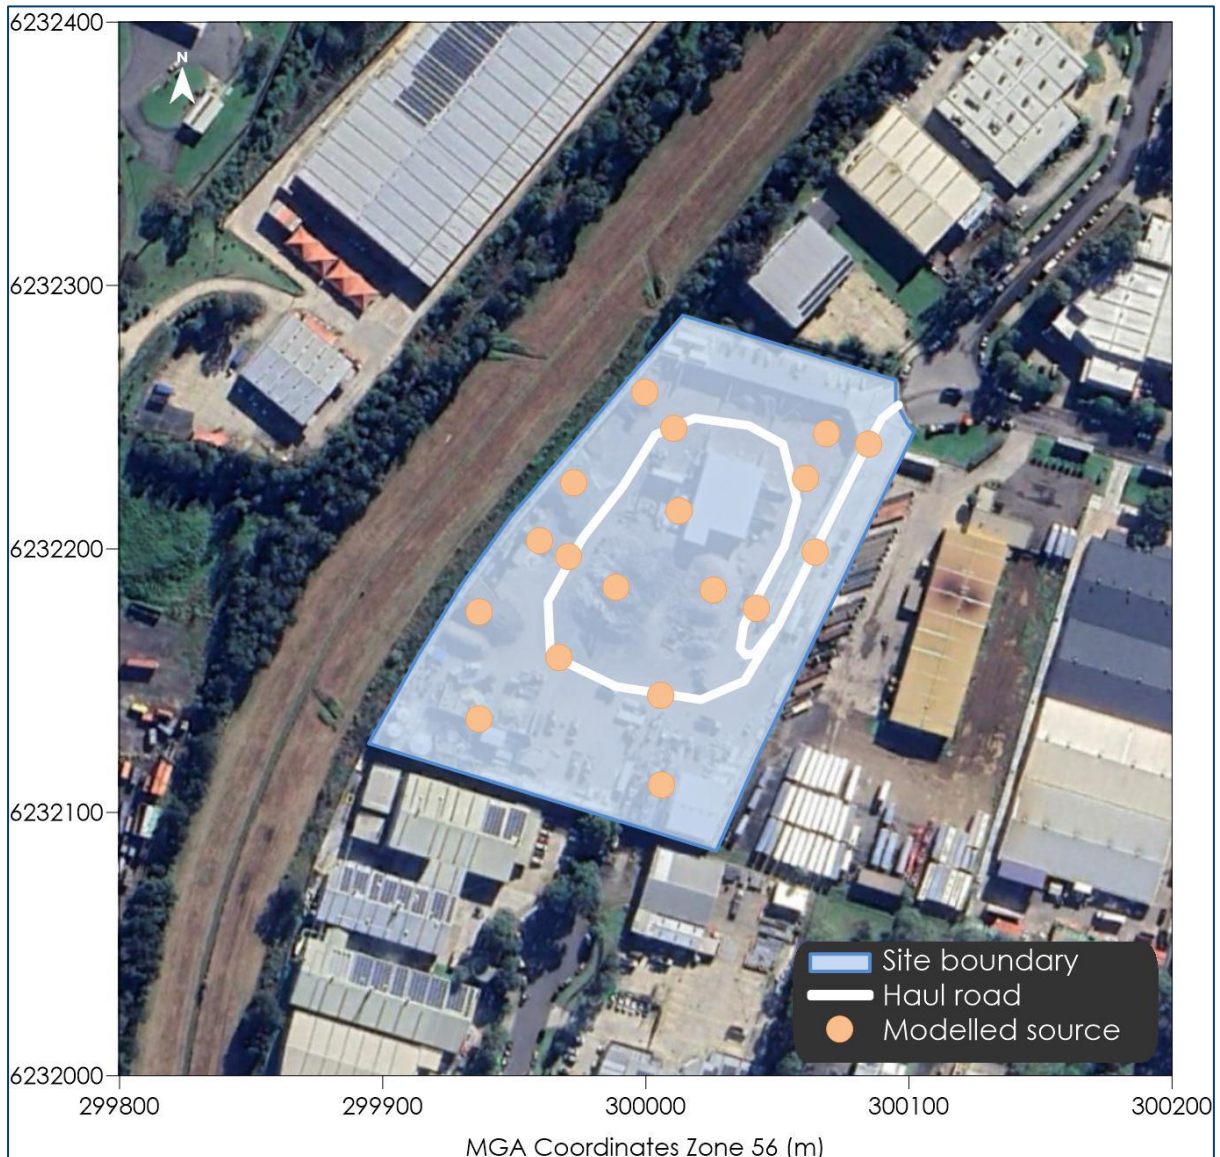 6232400
N
6232300
6232200
6232100
Site boundary
Haul road
Modelled source
6232000
299800 299900 300000 300100 300200
MGA Coordinates Zone 56 (m)